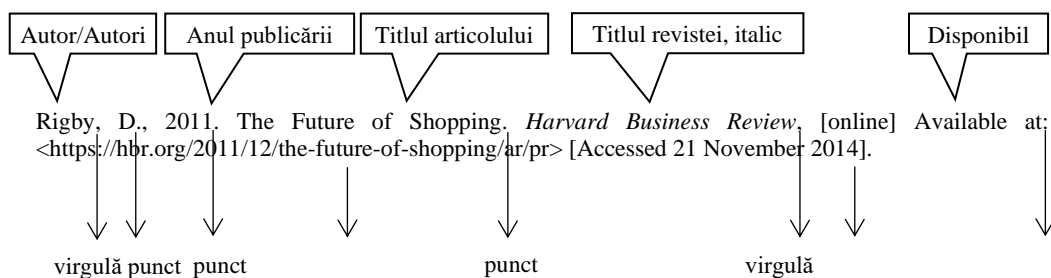 Autor/Autori Anul publicării Titlul articolului Titlul revistei, italic Disponibil
Rigby, D., 2011. The Future of Shopping. Harvard Business Review, [online] Available at:
<https://hbr.org/2011/12/the-future-of-shopping/ar/pr> [Accessed 21 November 2014].
virgulă punct punct punct virgulă